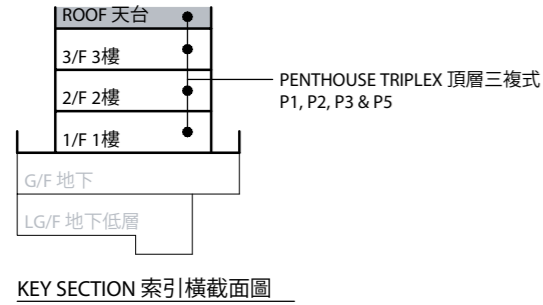 ROOF 天台
3/F 3樓
2/F 2樓
1/F 1樓
G/F 地下
LG/F 地下低層
PENTHOUSE TRIPLEX 頂層三複式
P1, P2, P3 & P5
KEY SECTION 索引橫截面圖